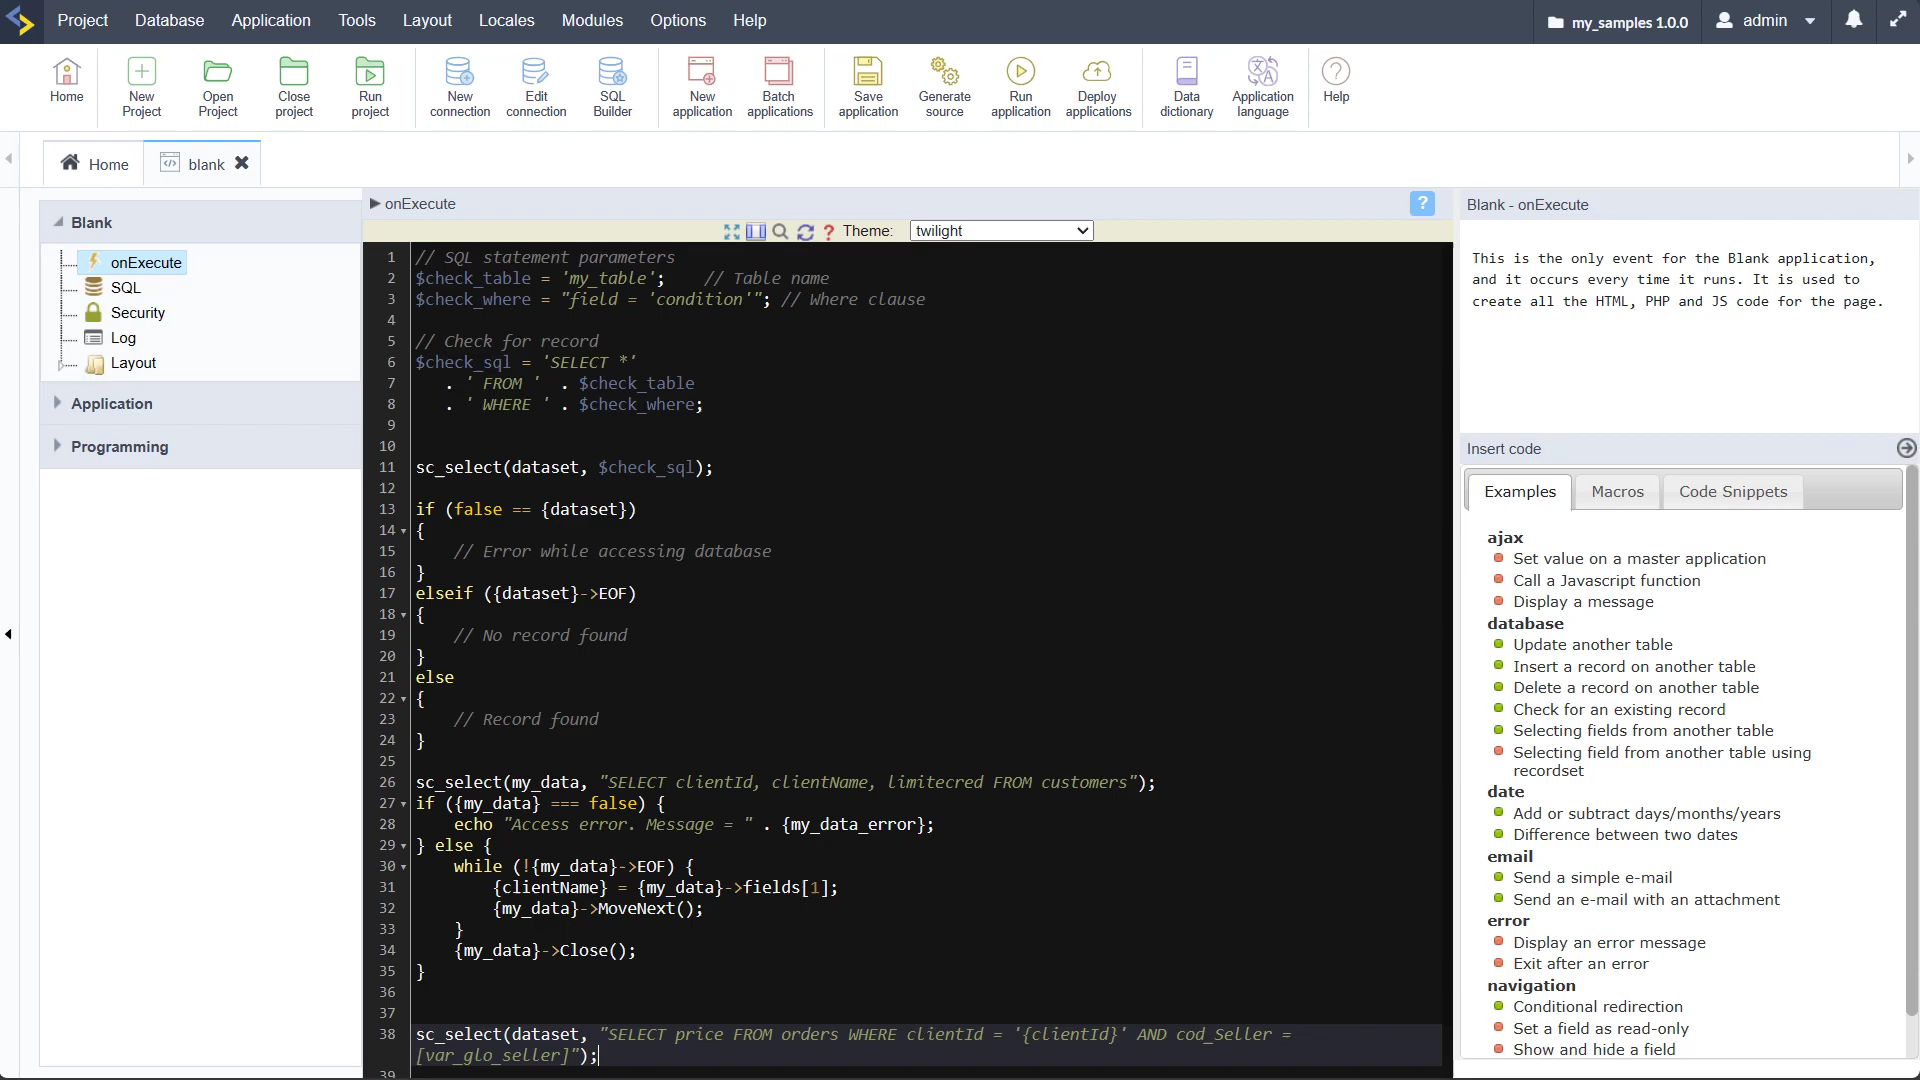 Project Database Application Tools Layout Locales Modules Options Help my_samples 1.0.0 admin
Home New Project Open Project Close project Run project New connection Edit connection SQL Builder New application Batch applications Save application Generate source Run application Deploy applications Data dictionary Application language Help
Home blank
Blank
onExecute
SQL
Security
Log
Layout
Application
Programming
onExecute ?
? Theme: twilight
1 // SQL statement parameters
2 $check_table = 'my_table';    // Table name
3 $check_where = "field = 'condition'"; // Where clause
4
5 // Check for record
6 $check_sql = 'SELECT *'
7    . ' FROM '  . $check_table
8    . ' WHERE ' . $check_where;
9
10
11 sc_select(dataset, $check_sql);
12
13 if (false == {dataset})
14 {
15     // Error while accessing database
16 }
17 elseif ({dataset}->EOF)
18 {
19     // No record found
20 }
21 else
22 {
23     // Record found
24 }
25
26 sc_select(my_data, "SELECT clientId, clientName, limitecred FROM customers");
27 if ({my_data} === false) {
28     echo "Access error. Message = " . {my_data_error};
29 } else {
30     while (!{my_data}->EOF) {
31         {clientName} = {my_data}->fields[1];
32         {my_data}->MoveNext();
33     }
34     {my_data}->Close();
35 }
36
37
38 sc_select(dataset, "SELECT price FROM orders WHERE clientId = '{clientId}' AND cod_Seller =
[var_glo_seller]");
39
Blank - onExecute
This is the only event for the Blank application,
and it occurs every time it runs. It is used to
create all the HTML, PHP and JS code for the page.
Insert code
Examples Macros Code Snippets
ajax
Set value on a master application
Call a Javascript function
Display a message
database
Update another table
Insert a record on another table
Delete a record on another table
Check for an existing record
Selecting fields from another table
Selecting field from another table using
recordset
date
Add or subtract days/months/years
Difference between two dates
email
Send a simple e-mail
Send an e-mail with an attachment
error
Display an error message
Exit after an error
navigation
Conditional redirection
Set a field as read-only
Show and hide a field